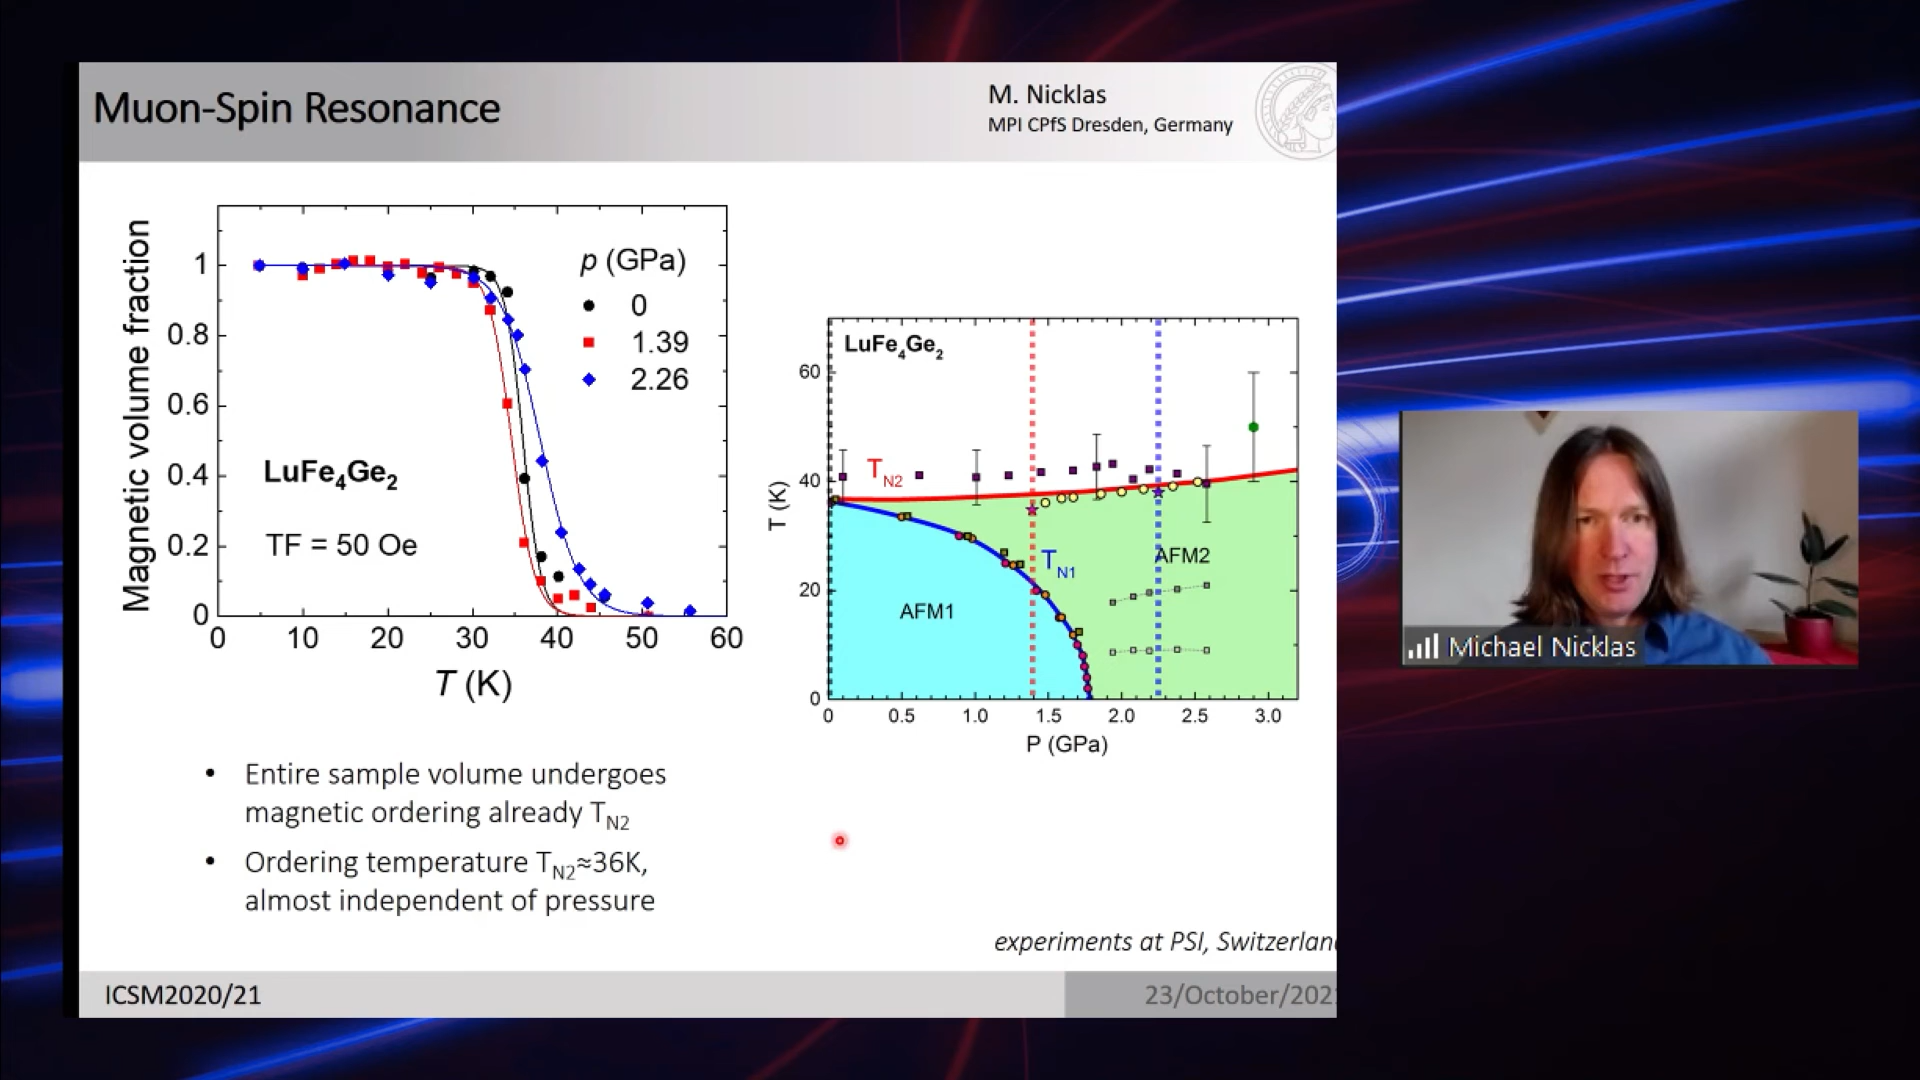 Muon-Spin Resonance
M. Nicklas
MPI CPfS Dresden, Germany
Magnetic volume fraction
1
0.8
0.6
0.4
0.2
0
p (GPa)
0
1.39
2.26
LuFe4Ge2
TF = 50 Oe
0 10 20 30 40 50 60
T (K)
LuFe4Ge2
60
40
20
0
T (K)
TN2
TN1
AFM2
AFM1
0 0.5 1.0 1.5 2.0 2.5 3.0
P (GPa)
• Entire sample volume undergoes
magnetic ordering already TN2
• Ordering temperature TN2≈36K,
almost independent of pressure
experiments at PSI, Switzerlan
ICSM2020/21
23/October/202
Michael Nicklas